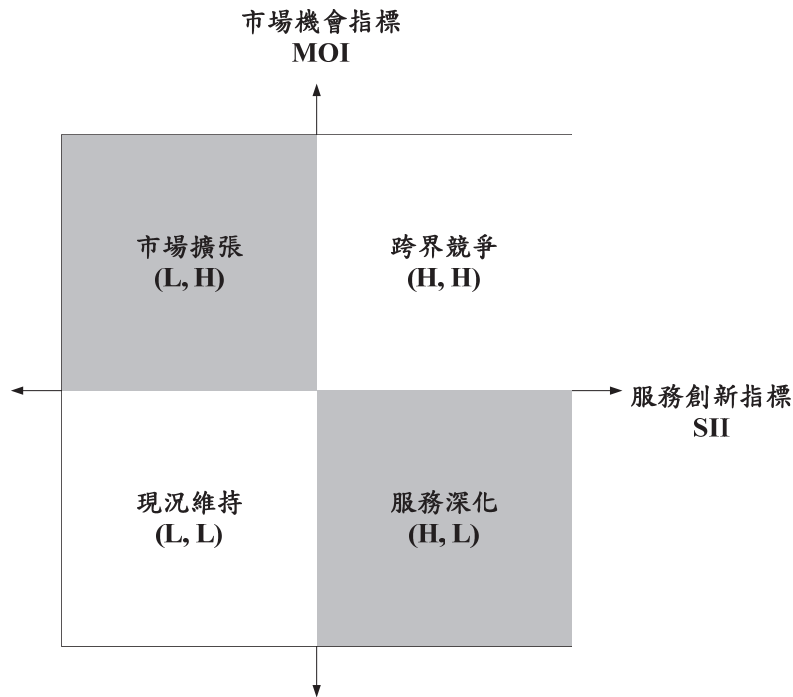 市場機會指標
MOI
市場擴張
(L, H)
跨界競爭
(H, H)
服務創新指標
SII
現況維持
(L, L)
服務深化
(H, L)